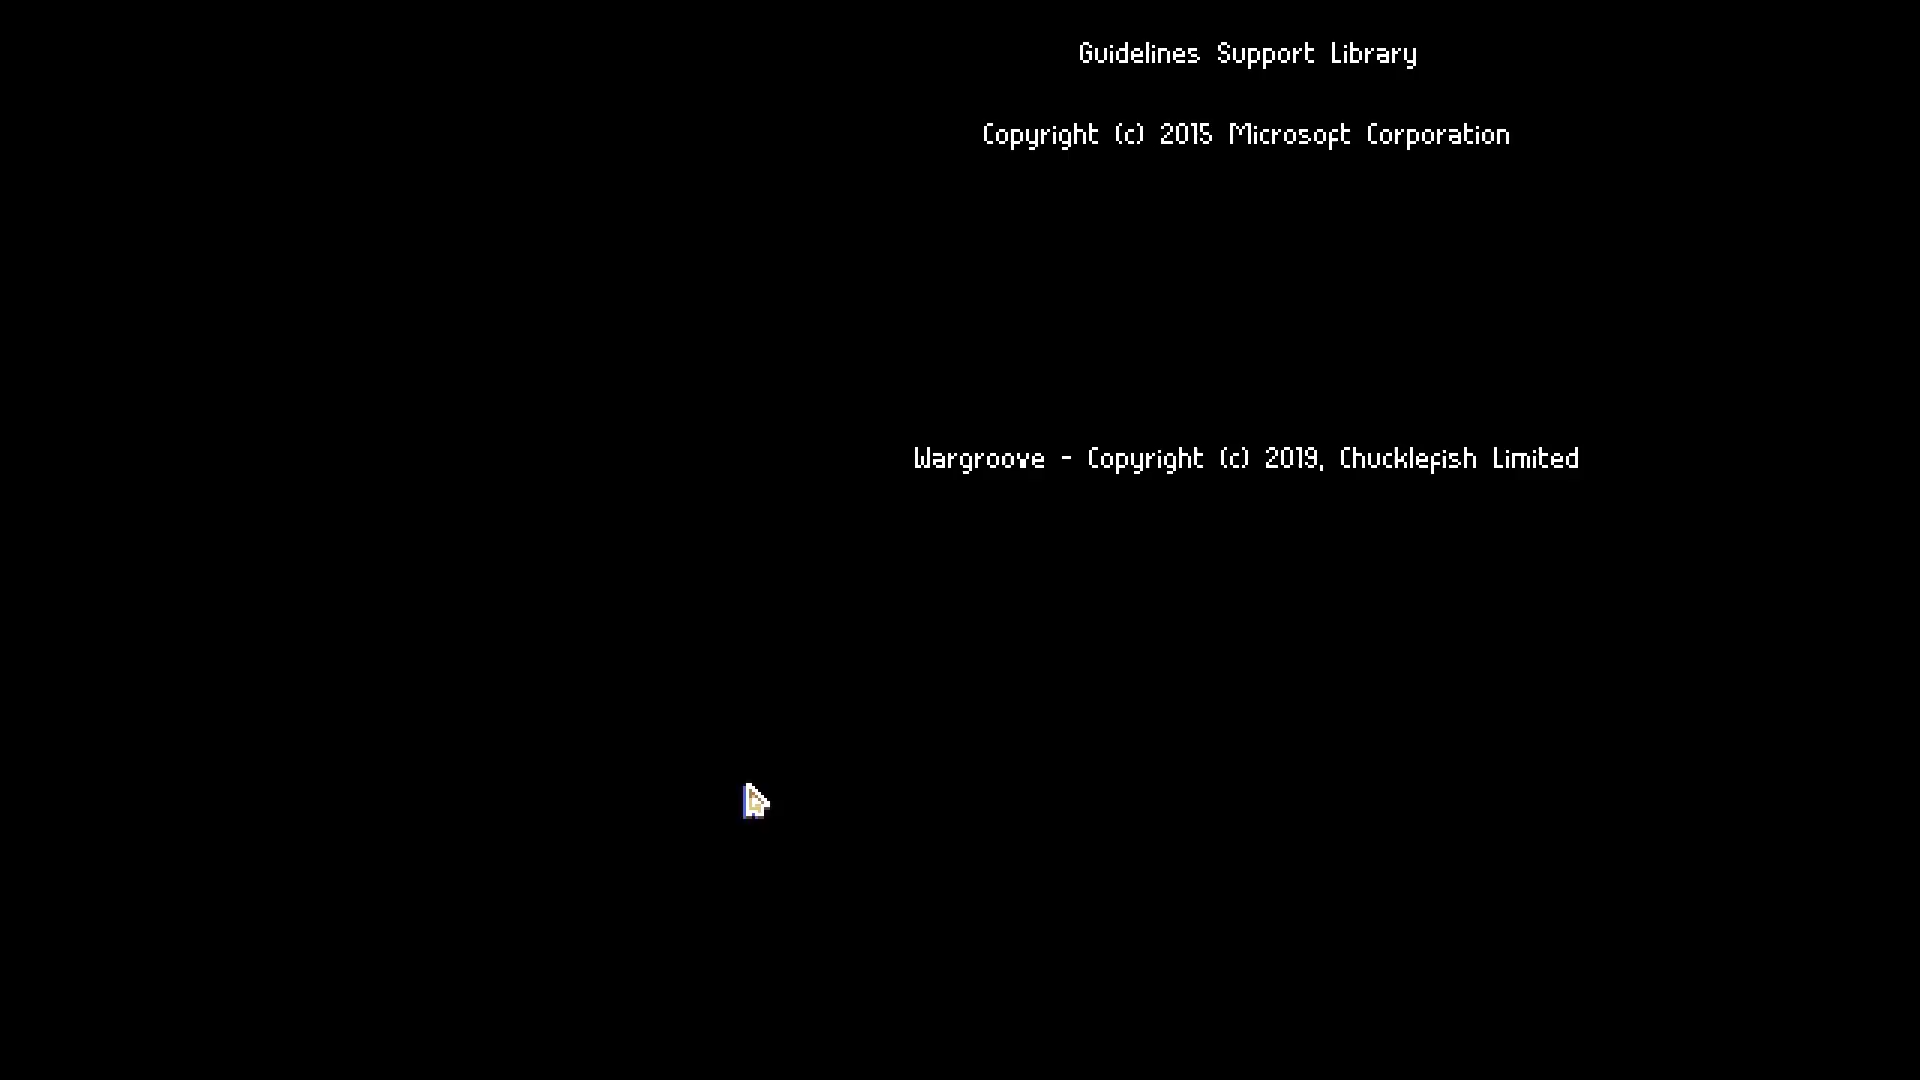 Guidelines Support Library
Copyright (c) 2015 Microsoft Corporation
Wargroove - Copyright (c) 2019, Chucklefish Limited